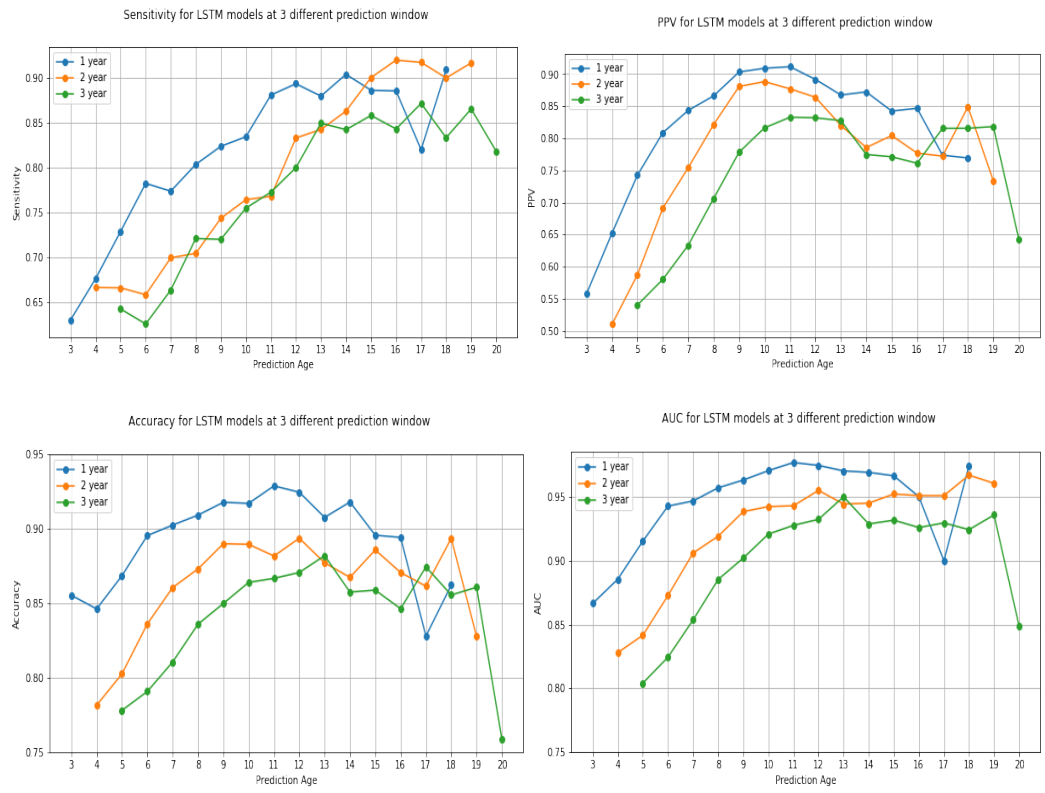 Sensitivity for LSTM models at 3 different prediction window
1 year
2 year
3 year
0.90
0.85
0.80
0.75
0.70
0.65
Sensitivity
3 4 5 6 7 8 9 10 11 12 13 14 15 16 17 18 19 20
Prediction Age
PPV for LSTM models at 3 different prediction window
1 year
2 year
3 year
0.90
0.85
0.80
0.75
0.70
0.65
0.60
0.55
0.50
PPV
3 4 5 6 7 8 9 10 11 12 13 14 15 16 17 18 19 20
Prediction Age
Accuracy for LSTM models at 3 different prediction window
1 year
2 year
3 year
0.95
0.90
0.85
0.80
0.75
Accuracy
3 4 5 6 7 8 9 10 11 12 13 14 15 16 17 18 19 20
Prediction Age
AUC for LSTM models at 3 different prediction window
1 year
2 year
3 year
0.95
0.90
0.85
0.80
0.75
AUC
3 4 5 6 7 8 9 10 11 12 13 14 15 16 17 18 19 20
Prediction Age